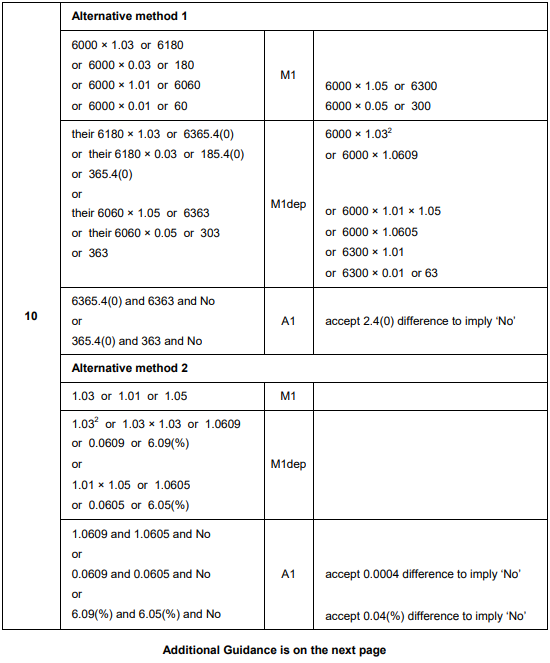 Alternative method 1
6000 × 1.03 or 6180
or 6000 × 0.03 or 180
or 6000 × 1.01 or 6060
or 6000 × 0.01 or 60
M1
6000 × 1.05 or 6300
6000 × 0.05 or 300
their 6180 × 1.03 or 6365.4(0)
or their 6180 × 0.03 or 185.4(0)
or 365.4(0)
or
their 6060 × 1.05 or 6363
or their 6060 × 0.05 or 303
or 363
M1dep
6000 × 1.03²
or 6000 × 1.0609
or 6000 × 1.01 × 1.05
or 6000 × 1.0605
or 6300 × 1.01
or 6300 × 0.01 or 63
10
6365.4(0) and 6363 and No
or
365.4(0) and 363 and No
A1
accept 2.4(0) difference to imply ‘No’
Alternative method 2
1.03 or 1.01 or 1.05
M1
1.03² or 1.03 × 1.03 or 1.0609
or 0.0609 or 6.09(%)
or
1.01 × 1.05 or 1.0605
or 0.0605 or 6.05(%)
M1dep
1.0609 and 1.0605 and No
or
0.0609 and 0.0605 and No
or
6.09(%) and 6.05(%) and No
A1
accept 0.0004 difference to imply ‘No’
accept 0.04(%) difference to imply ‘No’
Additional Guidance is on the next page